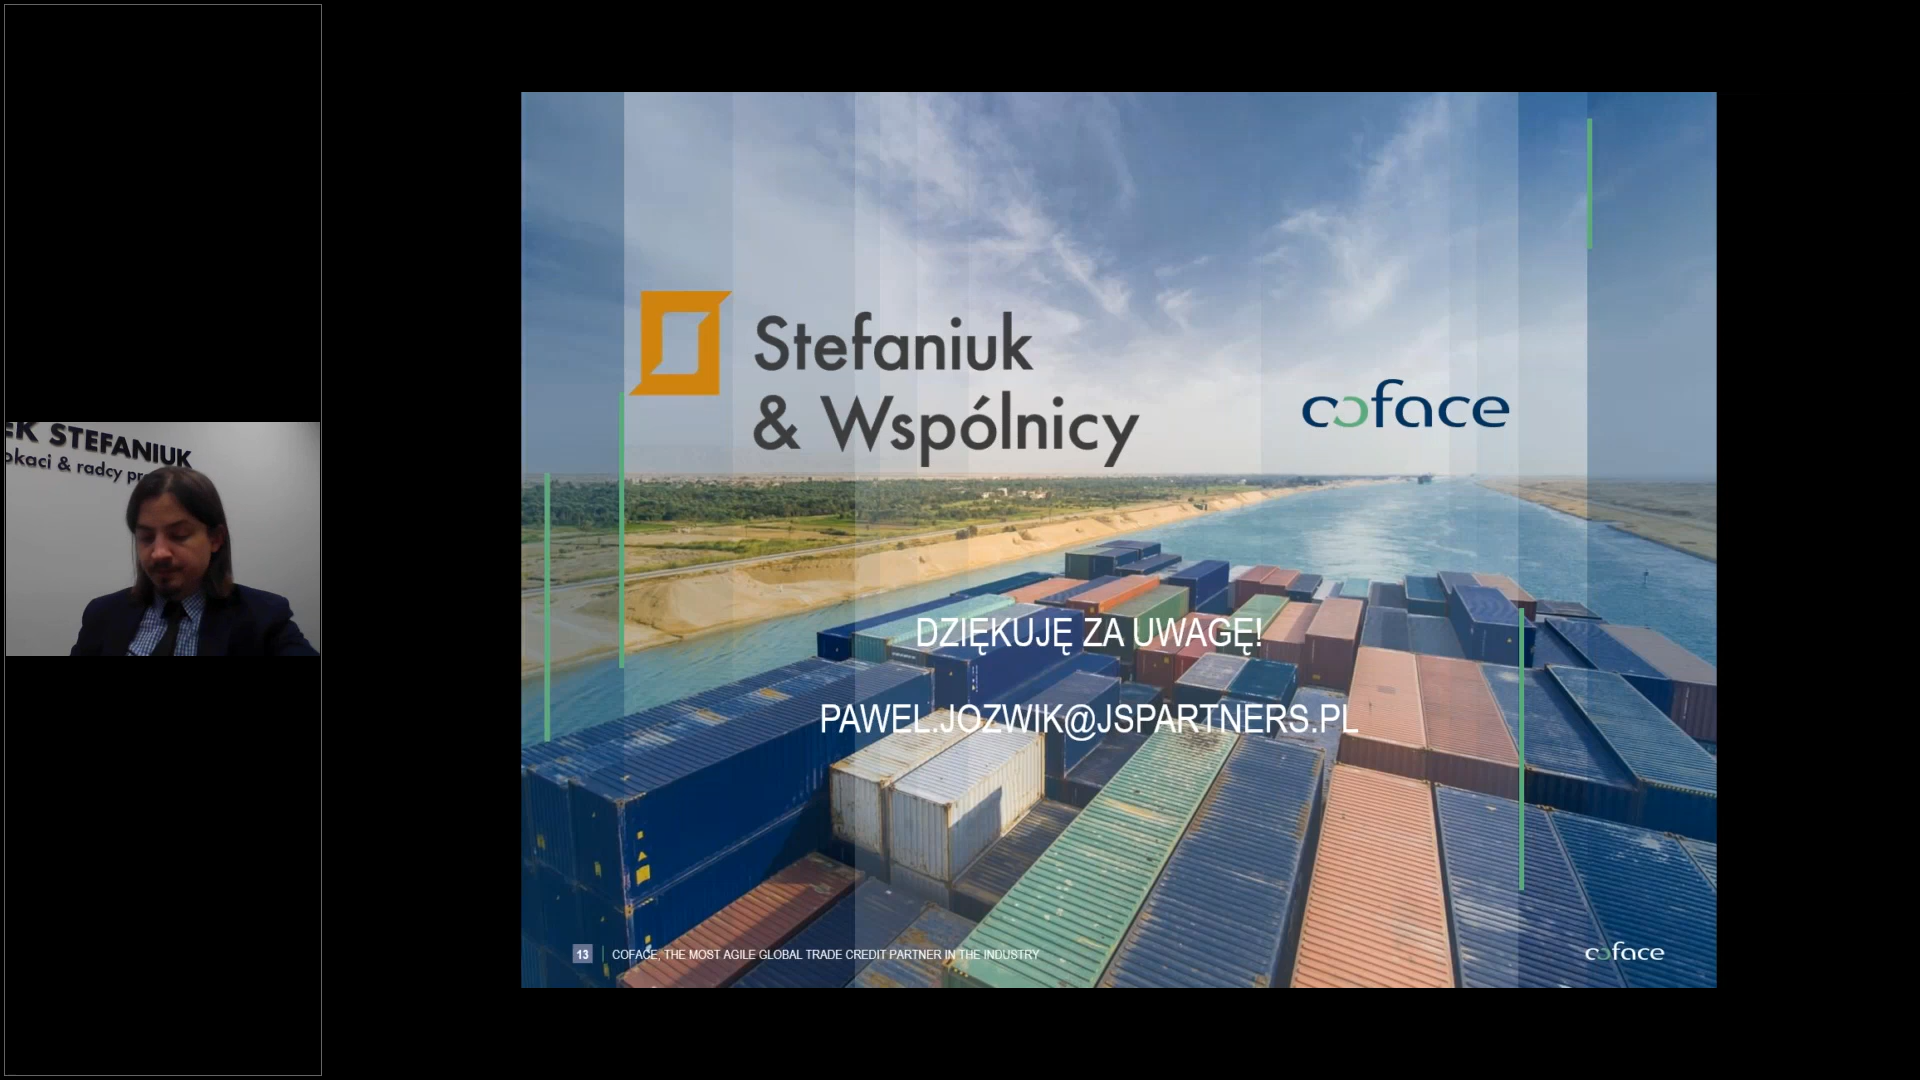 EK STEFANIUK
okaci & radcy pr
Stefaniuk
& Wspólnicy
coface
DZIĘKUJĘ ZA UWAGĘ!
PAWEL.JOZWIK@JSPARTNERS.PL
13 COFACE, THE MOST AGILE GLOBAL TRADE CREDIT PARTNER IN THE INDUSTRY
coface